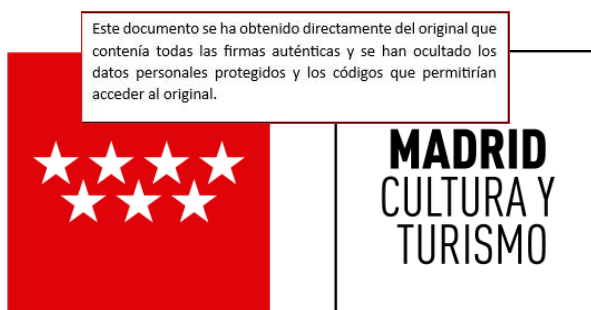 Este documento se ha obtenido directamente del original que
contenía todas las firmas auténticas y se han ocultado los
datos personales protegidos y los códigos que permitirían
acceder al original.
MADRID
CULTURA Y
TURISMO